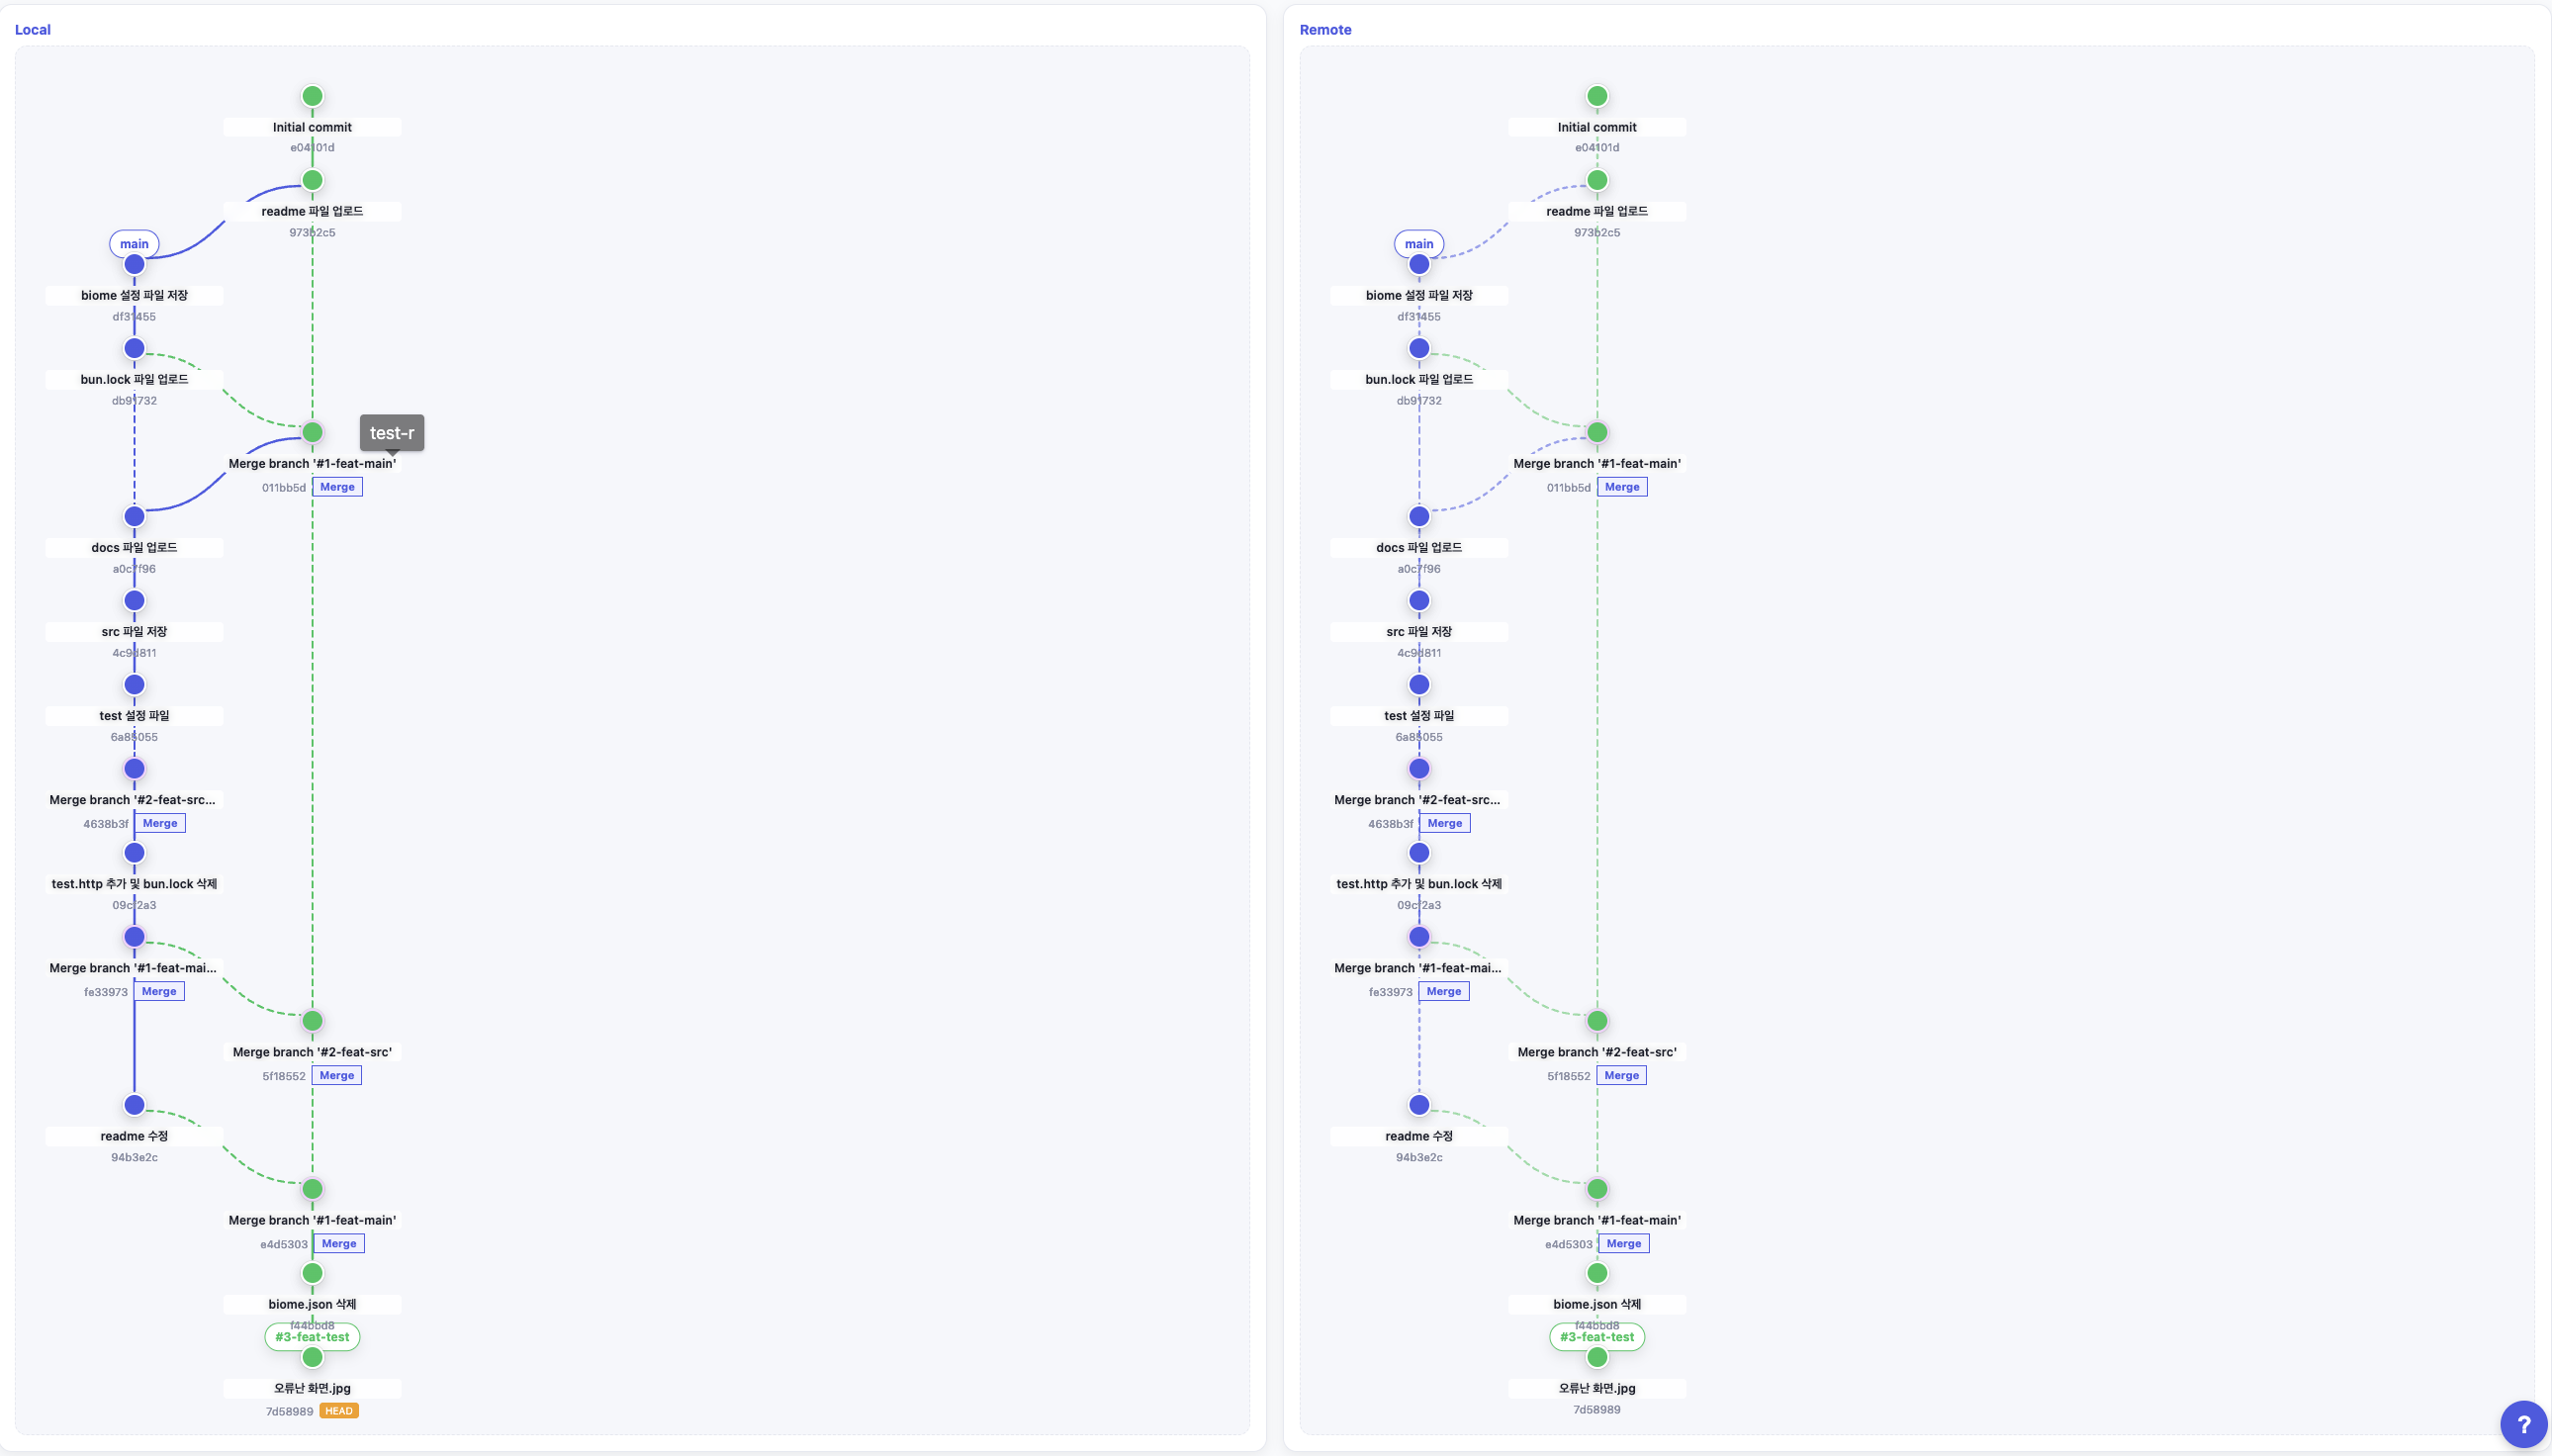 Local
Initial commit
e04101d
readme 파일 업로드
973b2c5
main
biome 설정 파일 저장
df31455
bun.lock 파일 업로드
db91732
test-r
Merge branch '#1-feat-main'
011bb5d Merge
docs 파일 업로드
a0c7f96
src 파일 저장
4c9d811
test 설정 파일
6a85055
Merge branch '#2-feat-src...
4638b3f Merge
test.http 추가 및 bun.lock 삭제
09cf2a3
Merge branch '#1-feat-mai...
fe33973 Merge
Merge branch '#2-feat-src'
5f18552 Merge
readme 수정
94b3e2c
Merge branch '#1-feat-main'
e4d5303 Merge
biome.json 삭제
f44bbd8
#3-feat-test
오류난 화면.jpg
7d58989 HEAD
Remote
Initial commit
e04101d
readme 파일 업로드
973b2c5
main
biome 설정 파일 저장
df31455
bun.lock 파일 업로드
db91732
Merge branch '#1-feat-main'
011bb5d Merge
docs 파일 업로드
a0c7f96
src 파일 저장
4c9d811
test 설정 파일
6a85055
Merge branch '#2-feat-src...
4638b3f Merge
test.http 추가 및 bun.lock 삭제
09cf2a3
Merge branch '#1-feat-mai...
fe33973 Merge
Merge branch '#2-feat-src'
5f18552 Merge
readme 수정
94b3e2c
Merge branch '#1-feat-main'
e4d5303 Merge
biome.json 삭제
f44bbd8
#3-feat-test
오류난 화면.jpg
7d58989
?